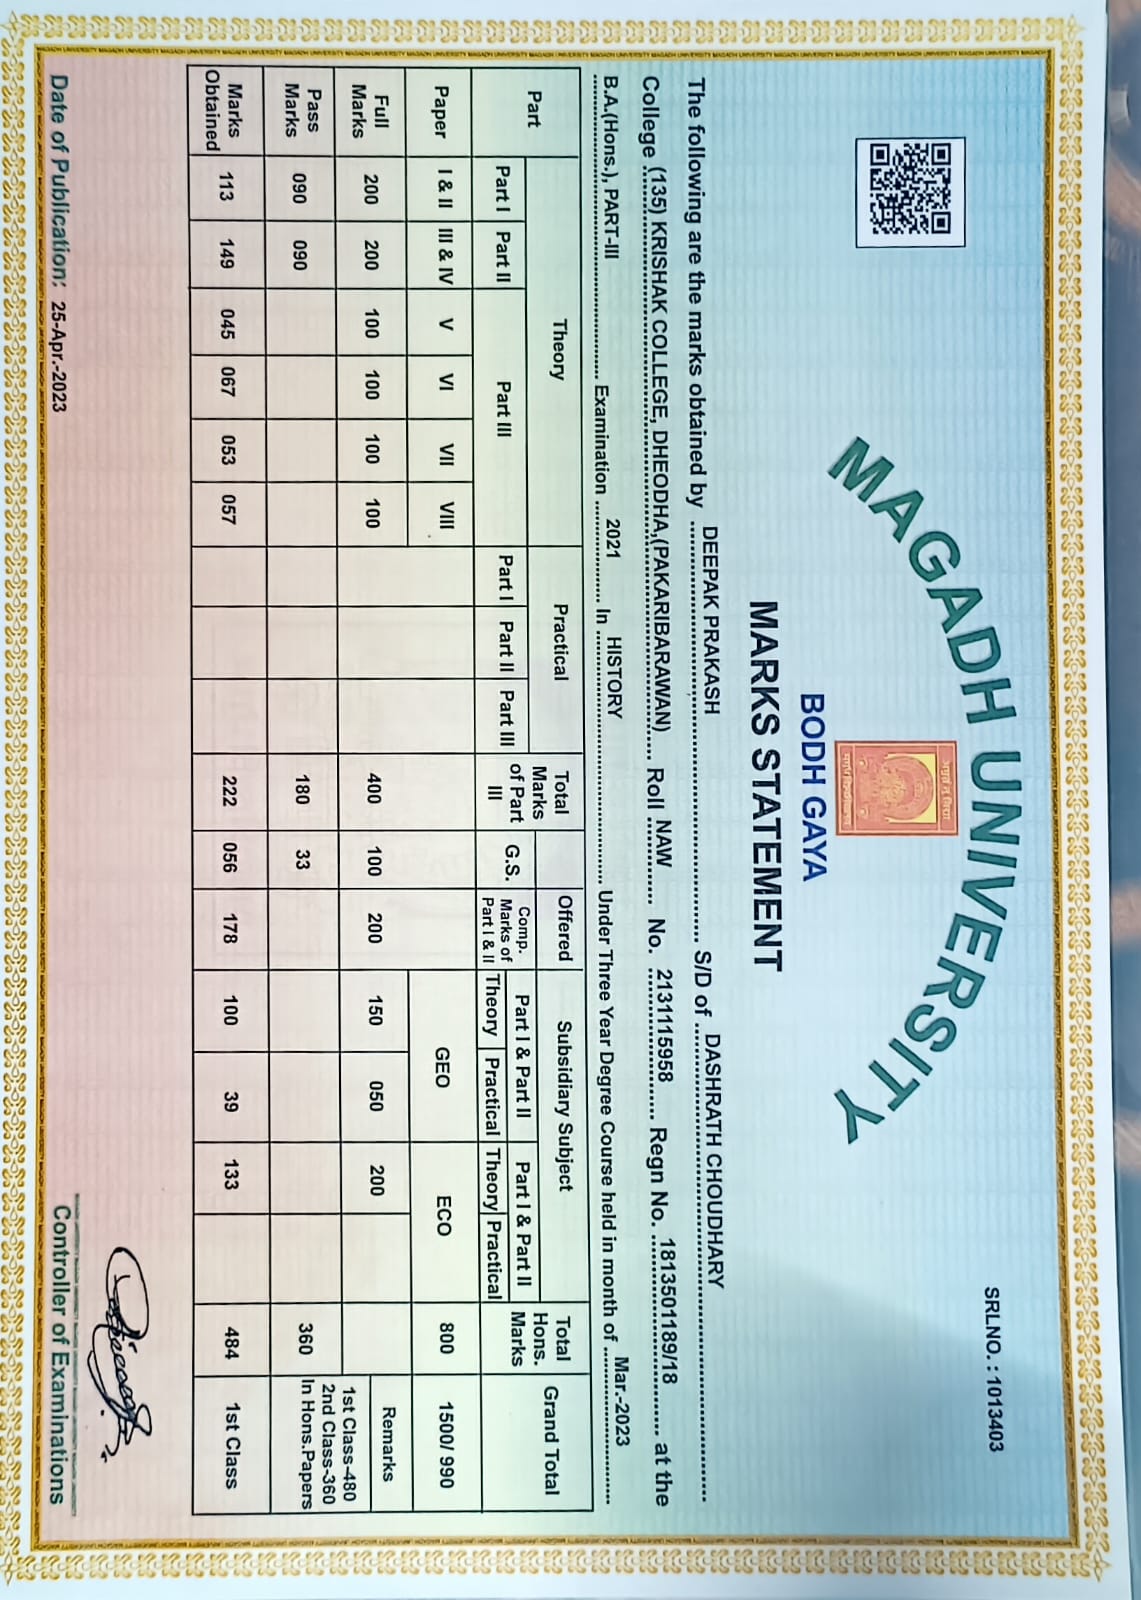 SRLNO. : 1013403
MAGADH UNIVERSITY
BODH GAYA
MARKS STATEMENT
The following are the marks obtained by DEEPAK PRAKASH S/D of DASHRATH CHOUDHARY
College (135) KRISHAK COLLEGE, DHEODHA,(PAKARIBARAWAN) Roll NAW No. 2131115958 Regn No. 1813501189/18 at the
B.A.(Hons.), PART-III Examination 2021 In HISTORY Under Three Year Degree Course held in month of Mar.-2023
Part Theory Practical Total Marks of Part III Offered Subsidiary Subject Total Hons. Marks Grand Total
Part I Part II Part III Part I Part II Part III G.S. Comp. Marks of Part I & II Part I & Part II Part I & Part II
Theory Practical Theory Practical
Paper I & II III & IV V VI VII VIII GEO ECO 800 1500/ 990
Full Marks 200 200 100 100 100 100 400 100 200 150 050 200 Remarks
Pass Marks 090 090 180 33 360 1st Class-480
2nd Class-360
In Hons.Papers
Marks Obtained 113 149 045 067 053 057 222 056 178 100 39 133 484 1st Class
Date of Publication: 25-Apr.-2023
Controller of Examinations